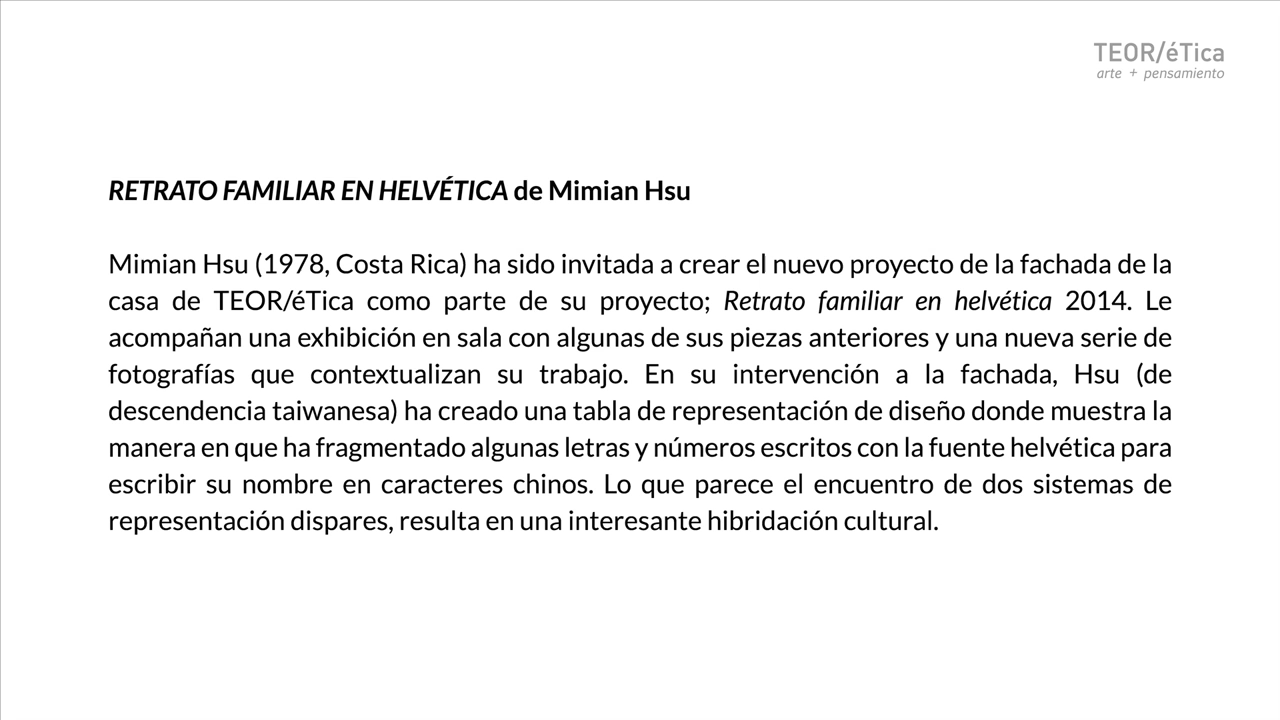 TEOR/éTica
arte + pensamiento
RETRATO FAMILIAR EN HELVÉTICA de Mimian Hsu
Mimian Hsu (1978, Costa Rica) ha sido invitada a crear el nuevo proyecto de la fachada de la
casa de TEOR/éTica como parte de su proyecto; Retrato familiar en helvética 2014. Le
acompañan una exhibición en sala con algunas de sus piezas anteriores y una nueva serie de
fotografías que contextualizan su trabajo. En su intervención a la fachada, Hsu (de
descendencia taiwanesa) ha creado una tabla de representación de diseño donde muestra la
manera en que ha fragmentado algunas letras y números escritos con la fuente helvética para
escribir su nombre en caracteres chinos. Lo que parece el encuentro de dos sistemas de
representación dispares, resulta en una interesante hibridación cultural.